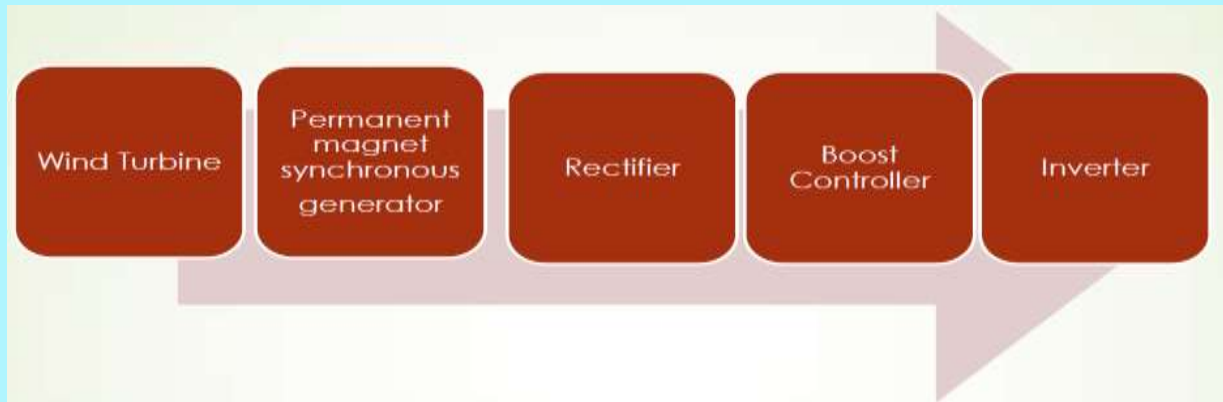 Wind Turbine
Permanent
magnet
synchronous
generator
Rectifier
Boost
Controller
Inverter